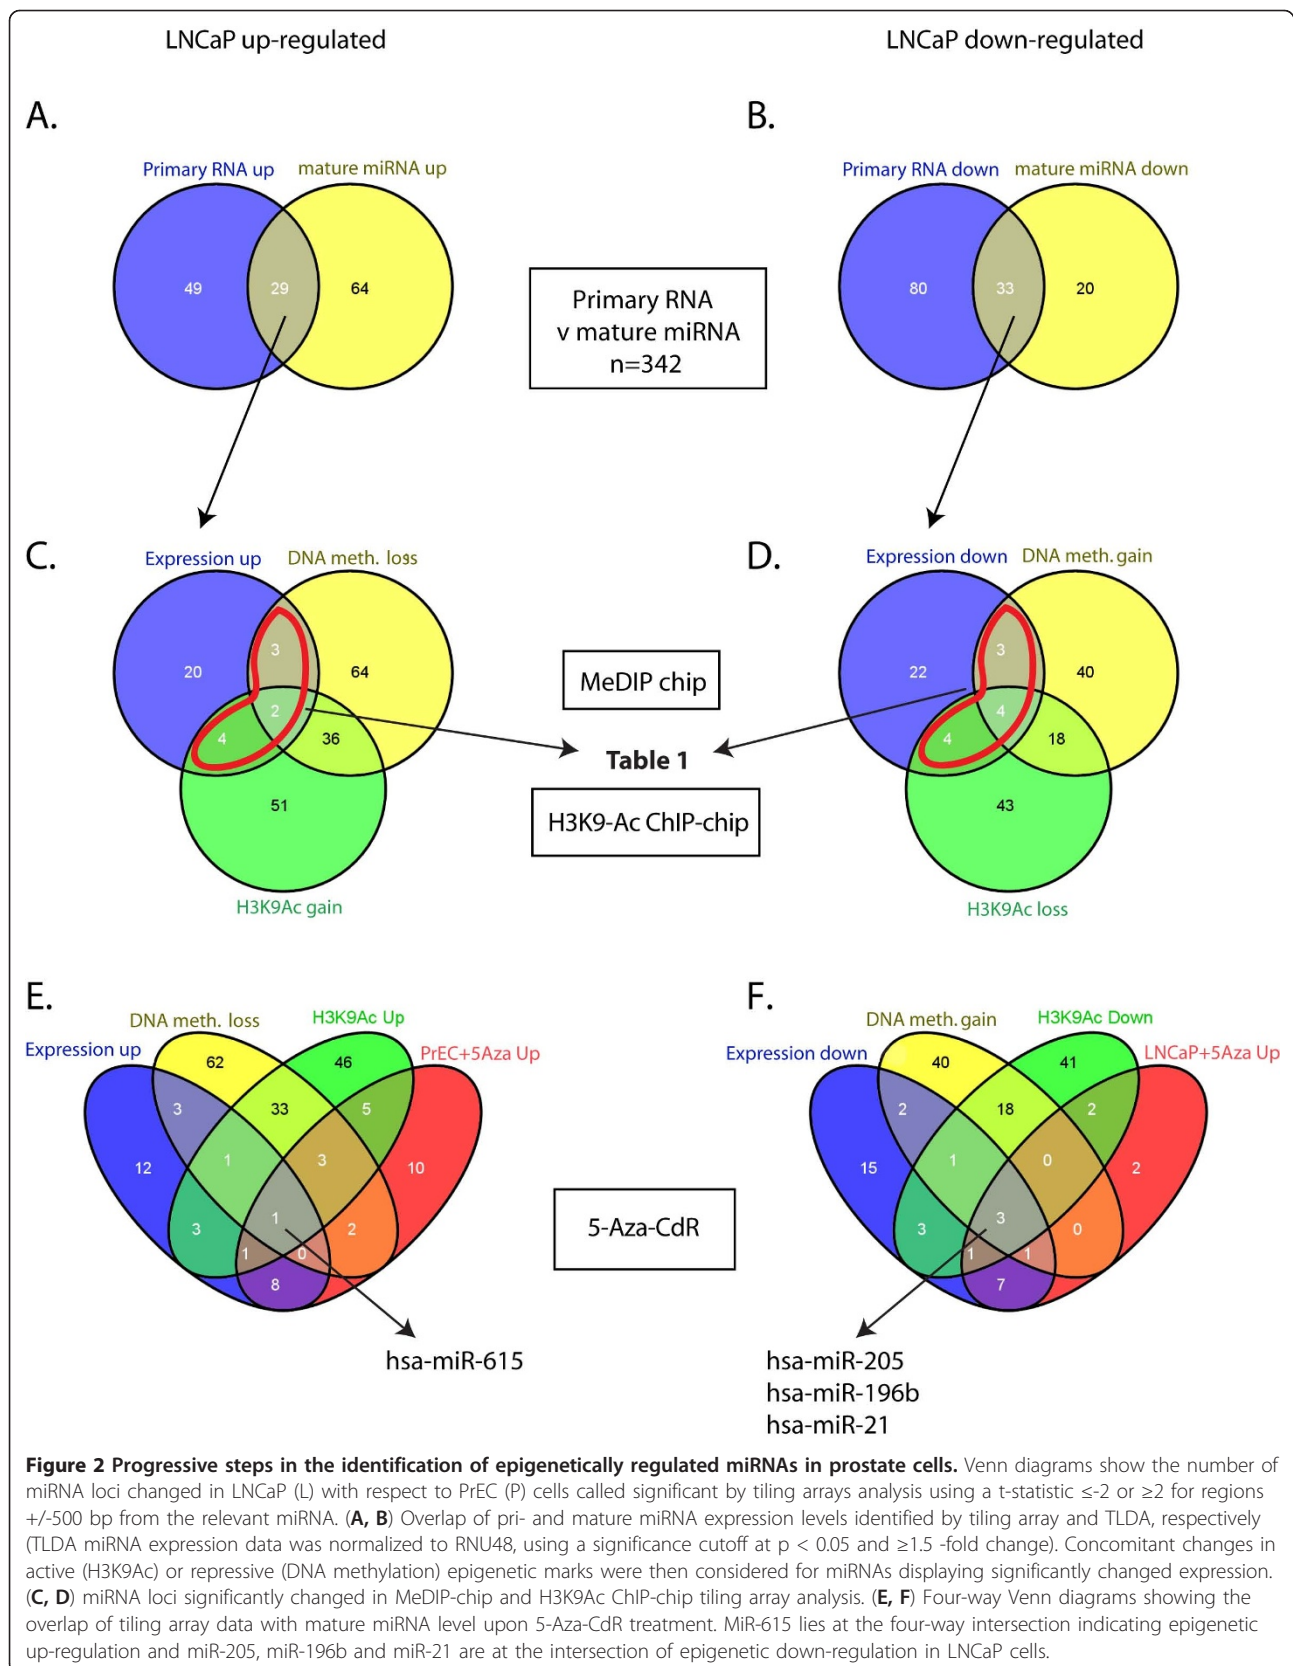 LNCaP up-regulated
LNCaP down-regulated
A.
B.
Primary RNA up
mature miRNA up
Primary RNA down
mature miRNA down
49
29
64
80
33
20
Primary RNA
v mature miRNA
n=342
C.
D.
Expression up
DNA meth. loss
Expression down
DNA meth. gain
3
20
64
2
4
36
51
H3K9Ac gain
3
22
40
4
4
18
43
H3K9Ac loss
MeDIP chip
Table 1
H3K9-Ac ChIP-chip
E.
F.
DNA meth. loss
H3K9Ac Up
Expression up
PrEC+5Aza Up
62
46
3
33
5
12
1
3
10
3
1
2
1
0
8
hsa-miR-615
DNA meth. gain
H3K9Ac Down
Expression down
LNCaP+5Aza Up
40
41
2
18
2
15
1
0
2
3
3
0
1
1
7
5-Aza-CdR
hsa-miR-205
hsa-miR-196b
hsa-miR-21
Figure 2 Progressive steps in the identification of epigenetically regulated miRNAs in prostate cells. Venn diagrams show the number of
miRNA loci changed in LNCaP (L) with respect to PrEC (P) cells called significant by tiling arrays analysis using a t-statistic ≤-2 or ≥2 for regions
+/-500 bp from the relevant miRNA. (A, B) Overlap of pri- and mature miRNA expression levels identified by tiling array and TLDA, respectively
(TLDA miRNA expression data was normalized to RNU48, using a significance cutoff at p < 0.05 and ≥1.5 -fold change). Concomitant changes in
active (H3K9Ac) or repressive (DNA methylation) epigenetic marks were then considered for miRNAs displaying significantly changed expression.
(C, D) miRNA loci significantly changed in MeDIP-chip and H3K9Ac ChIP-chip tiling array analysis. (E, F) Four-way Venn diagrams showing the
overlap of tiling array data with mature miRNA level upon 5-Aza-CdR treatment. MiR-615 lies at the four-way intersection indicating epigenetic
up-regulation and miR-205, miR-196b and miR-21 are at the intersection of epigenetic down-regulation in LNCaP cells.